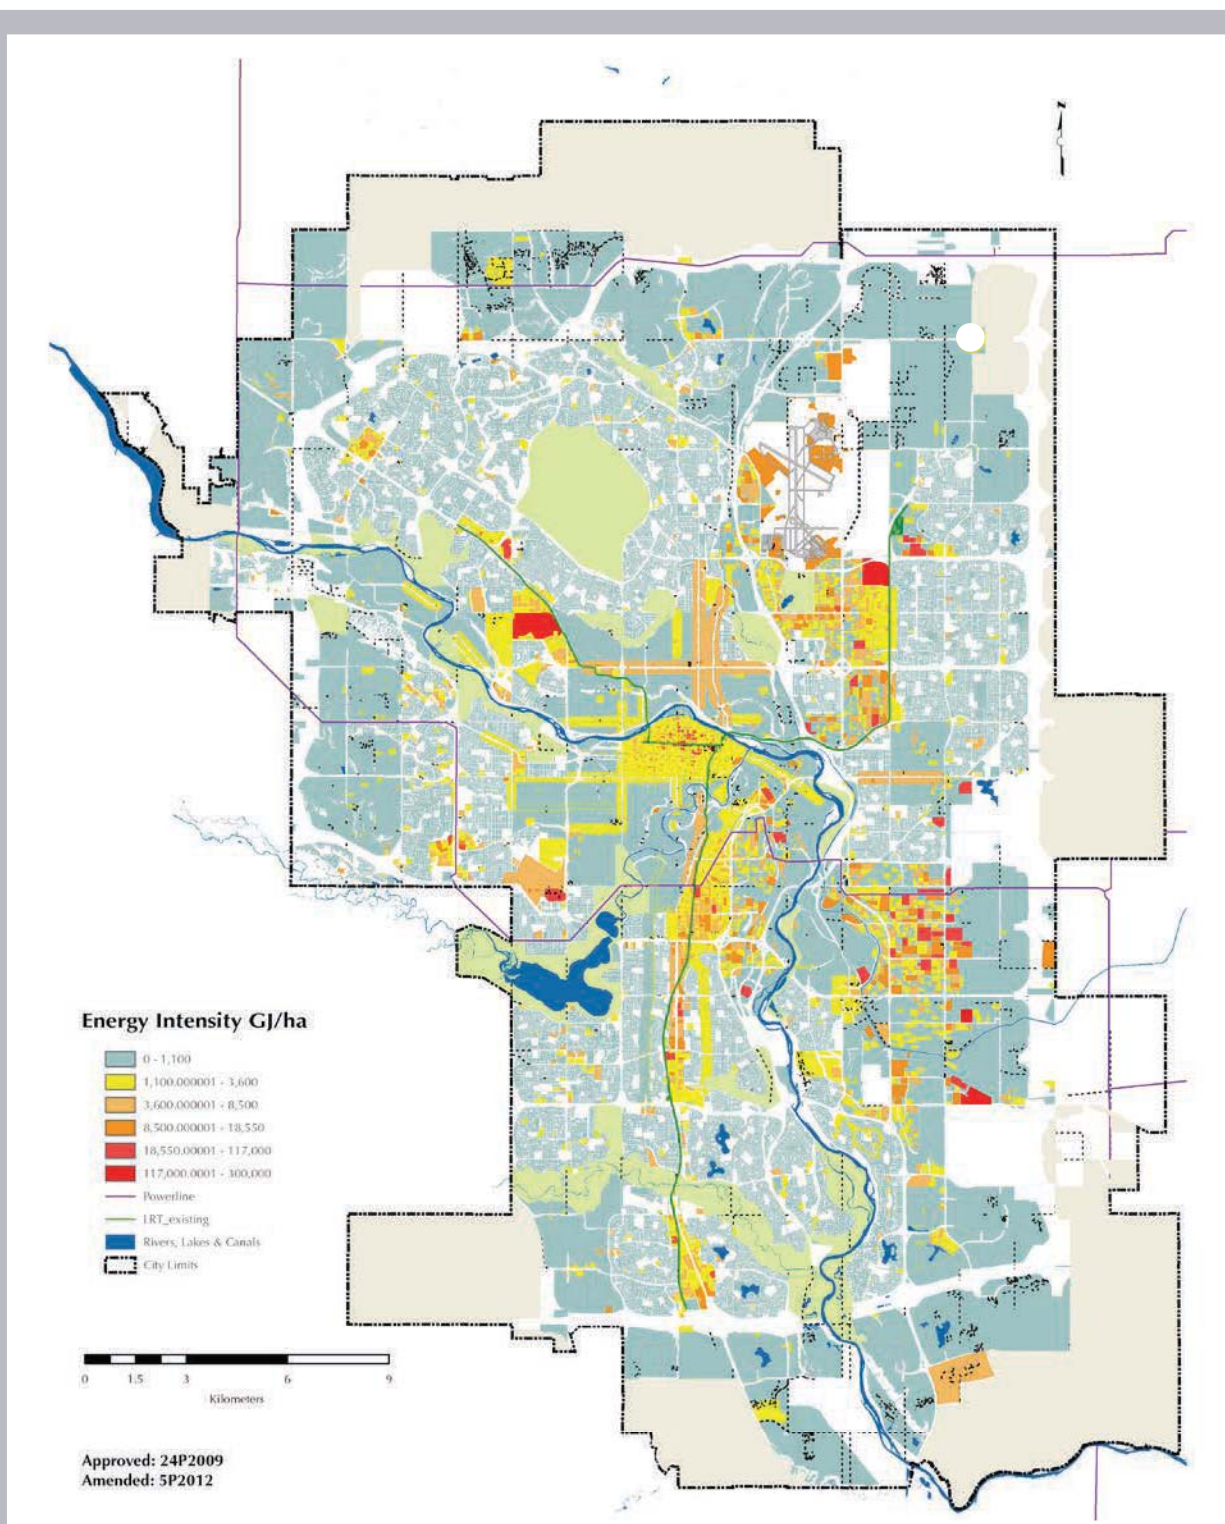 N
Energy Intensity GJ/ha
0 - 1,100
1,100.000001 - 3,600
3,600.000001 - 8,500
8,500.000001 - 18,550
18,550.00001 - 117,000
117,000.0001 - 300,000
Powerline
LRT_existing
Rivers, Lakes & Canals
City Limits
0 1.5 3 6 9
Kilometers
Approved: 24P2009
Amended: 5P2012